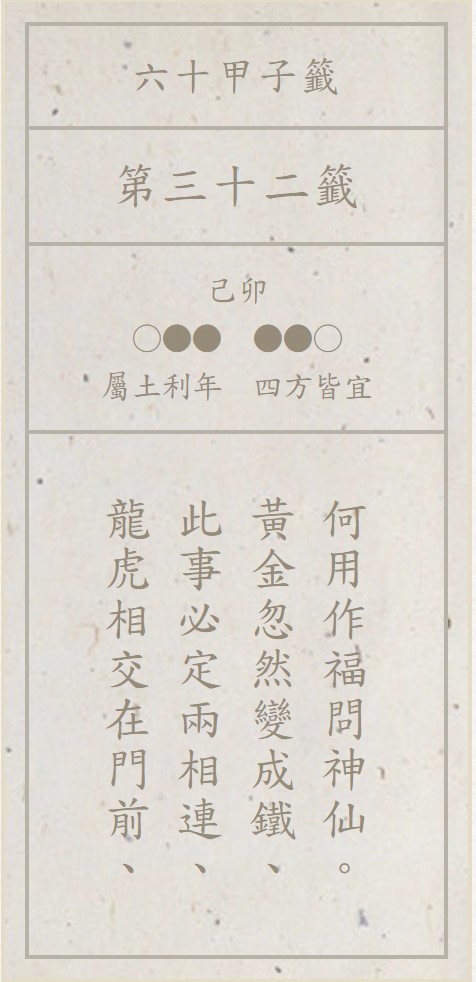 六十甲子籤
第三十二籤
己卯
○●● ●●○
屬土利年 四方皆宜
龍虎相交在門前、
此事必定兩相連、
黃金忽然變成鐵、
何用作福問神仙。